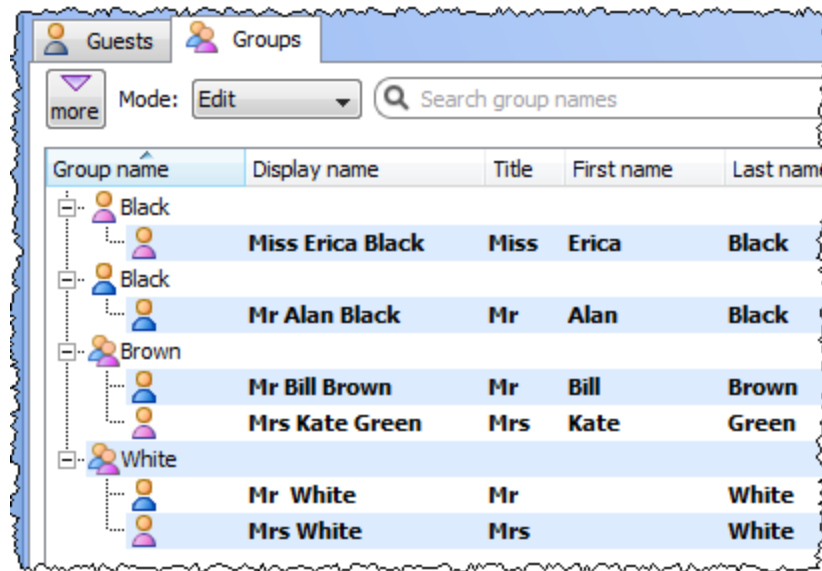 Guests Groups
more Mode: Edit Search group names
Group name Display name Title First name Last nam
Black
Miss Erica Black Miss Erica Black
Black
Mr Alan Black Mr Alan Black
Brown
Mr Bill Brown Mr Bill Brown
Mrs Kate Green Mrs Kate Green
White
Mr White Mr White
Mrs White Mrs White